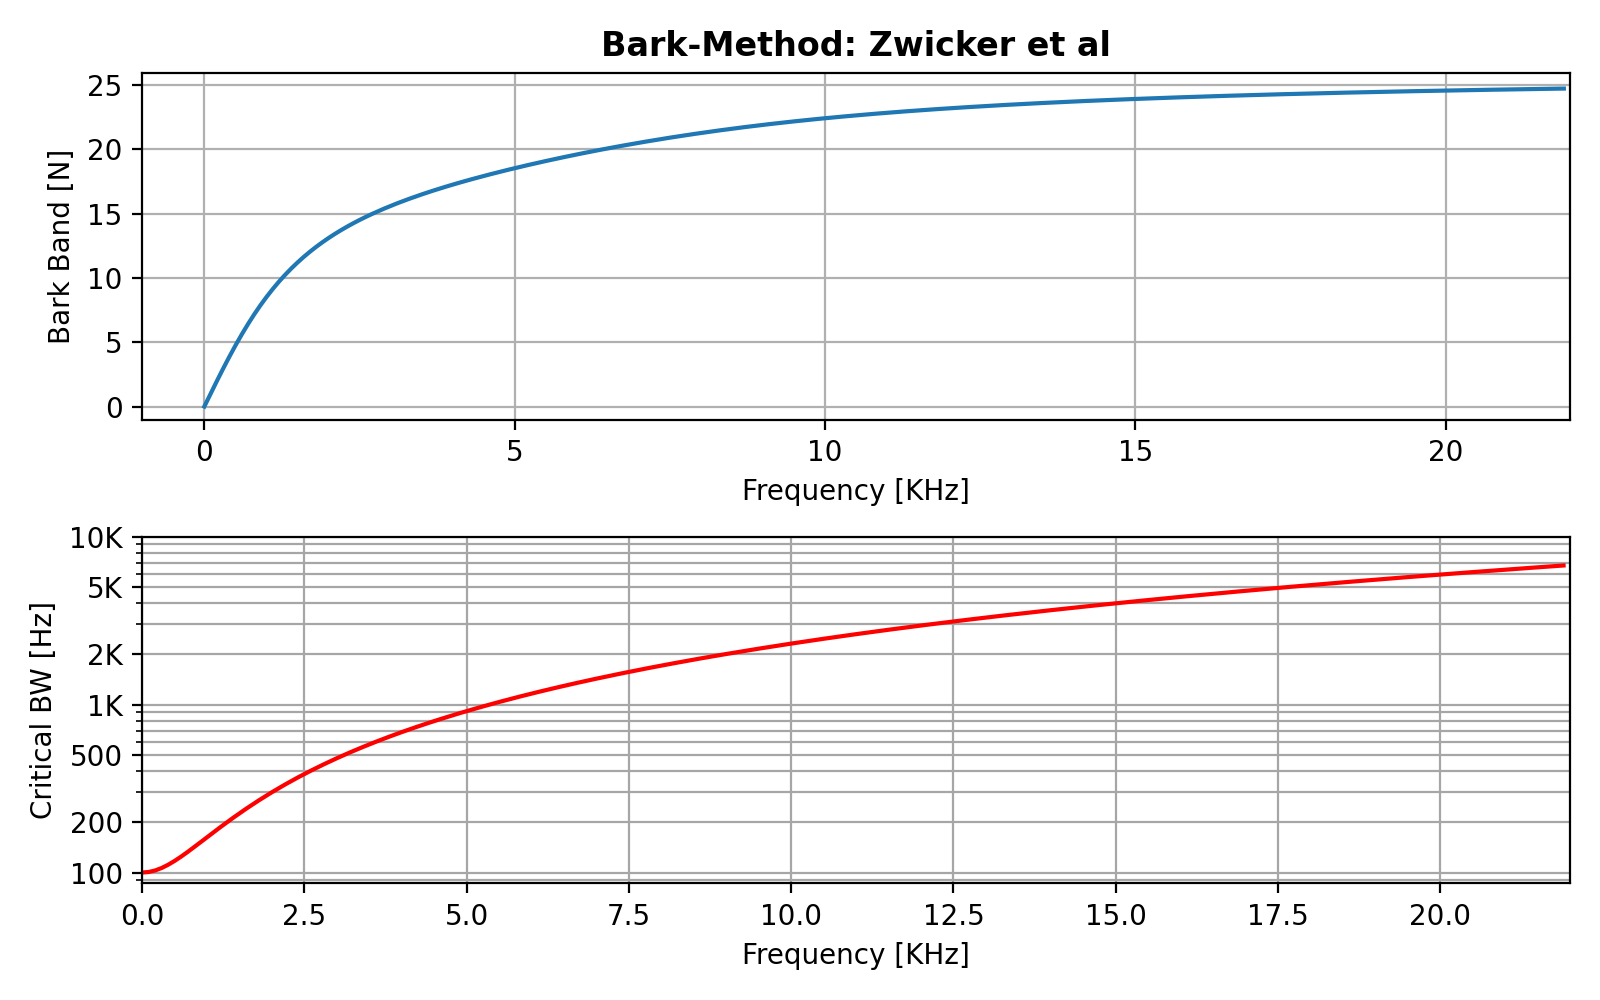 Bark-Method: Zwicker et al
25
20
15
10
5
0
Bark Band [N]
0 5 10 15 20
Frequency [KHz]
10K
5K
2K
1K
500
200
100
Critical BW [Hz]
0.0 2.5 5.0 7.5 10.0 12.5 15.0 17.5 20.0
Frequency [KHz]